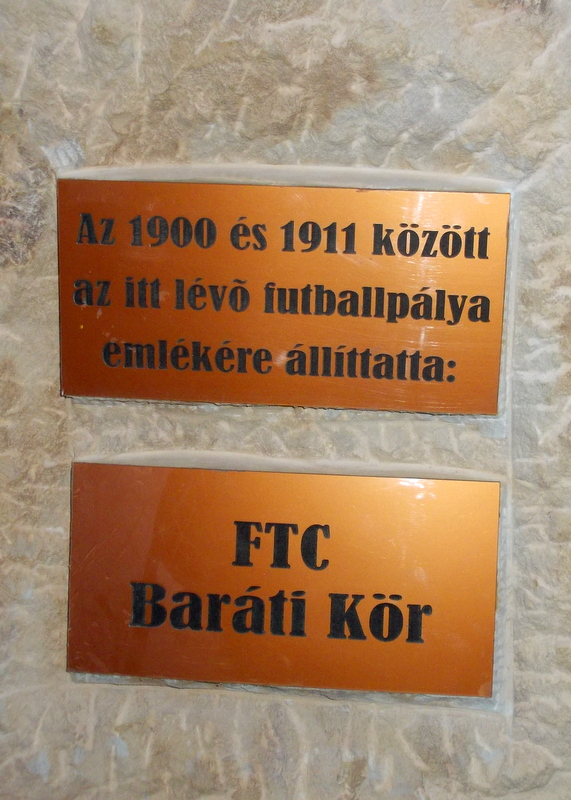 Az 1900 és 1911 között
az itt lévõ futballpálya
emlékére állíttatta:
FTC
Baráti Kör